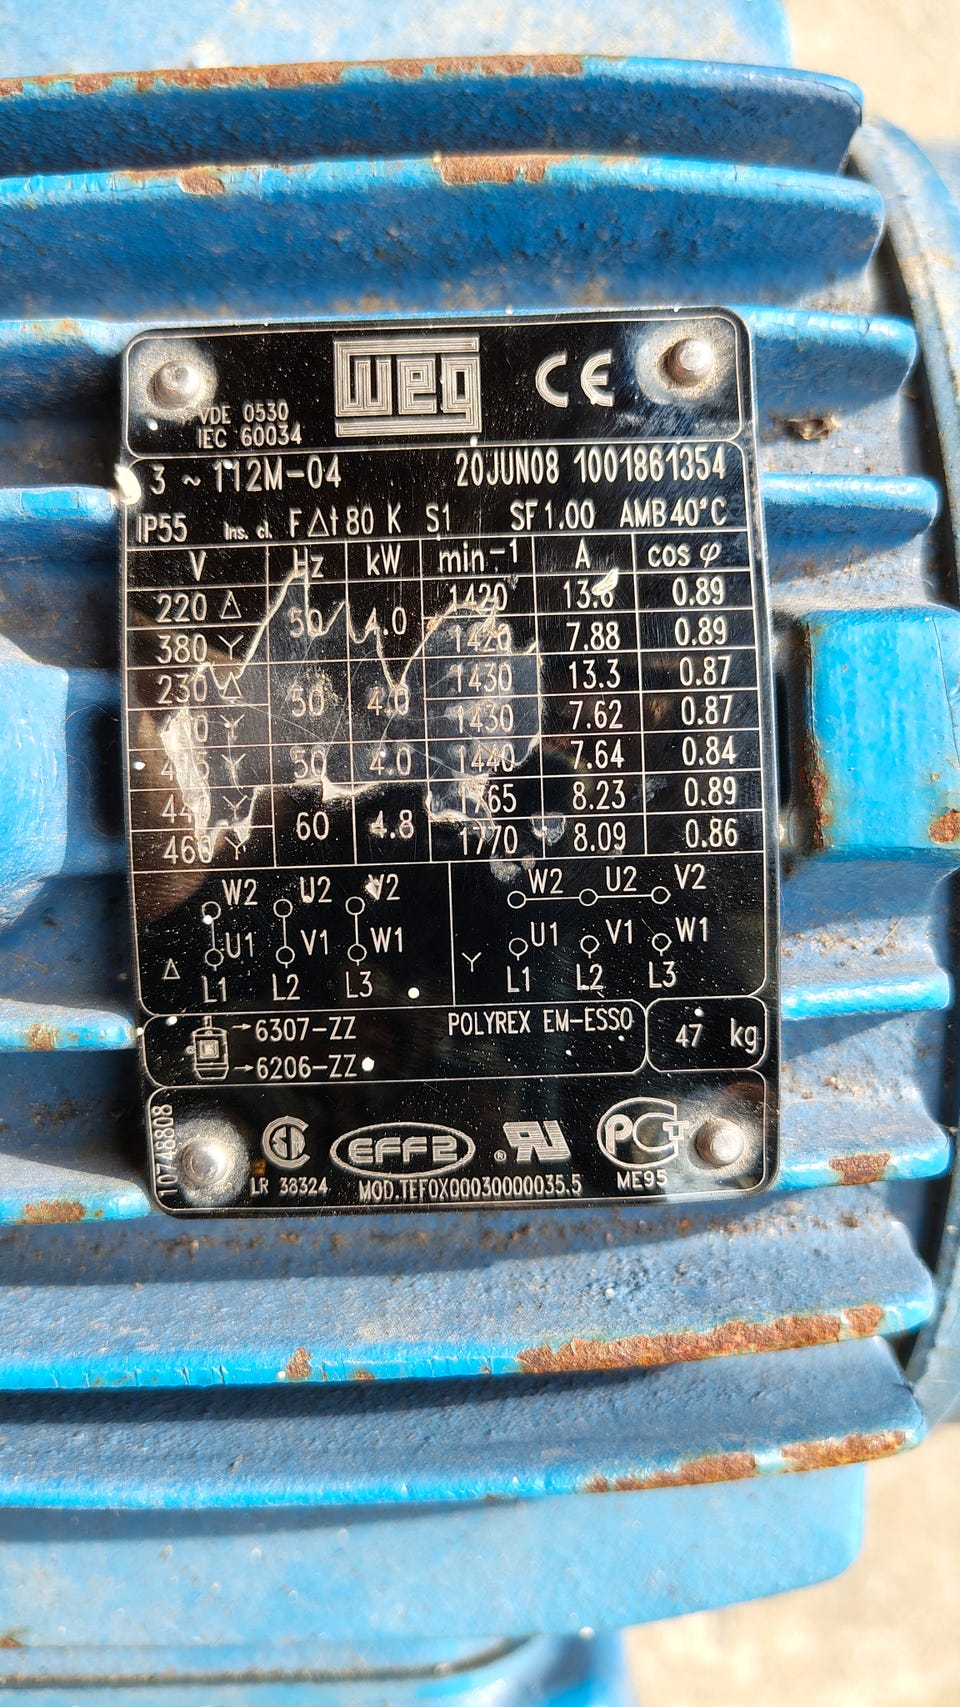 WEG CE
VDE 0530
IEC 60034
3 ~ 112M-04 20JUN08 1001861354
IP55 Ins. cl. F Δt 80 K S1 SF 1.00 AMB 40°C
V Hz kW min-1 A cos φ
220 Δ 50 4.0 1420 13.6 0.89
380 Y 1420 7.88 0.89
230 Δ 50 4.0 1430 13.3 0.87
Y 1430 7.62 0.87
Y 50 4.0 1440 7.64 0.84
Y 60 4.8 1765 8.23 0.89
460 Y 1770 8.09 0.86
W2 U2 V2 W2 U2 V2
Δ U1 V1 W1 Y U1 V1 W1
L1 L2 L3 L1 L2 L3
→6307-ZZ POLYREX EM-ESSO 47 kg
→6206-ZZ
10748808
EFF2
LR 38324 MOD.TEF0X00030000035.5 ME95